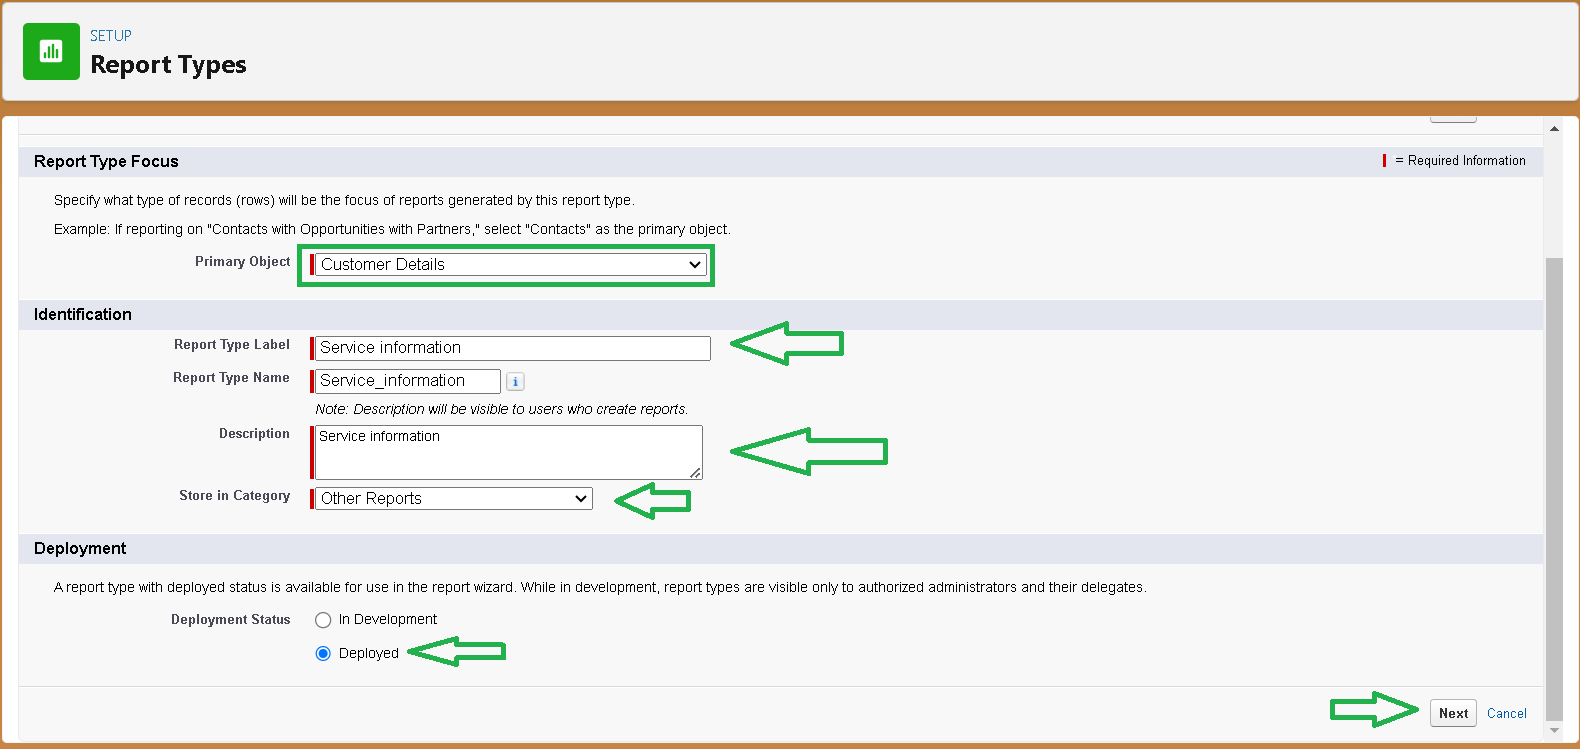 SETUP
Report Types
Report Type Focus
= Required Information
Specify what type of records (rows) will be the focus of reports generated by this report type.
Example: If reporting on "Contacts with Opportunities with Partners," select "Contacts" as the primary object.
Primary Object
Customer Details
Identification
Report Type Label
Service information
Report Type Name
Service_information
i
Note: Description will be visible to users who create reports.
Description
Service information
Store in Category
Other Reports
Deployment
A report type with deployed status is available for use in the report wizard. While in development, report types are visible only to authorized administrators and their delegates.
Deployment Status
In Development
Deployed
Next
Cancel